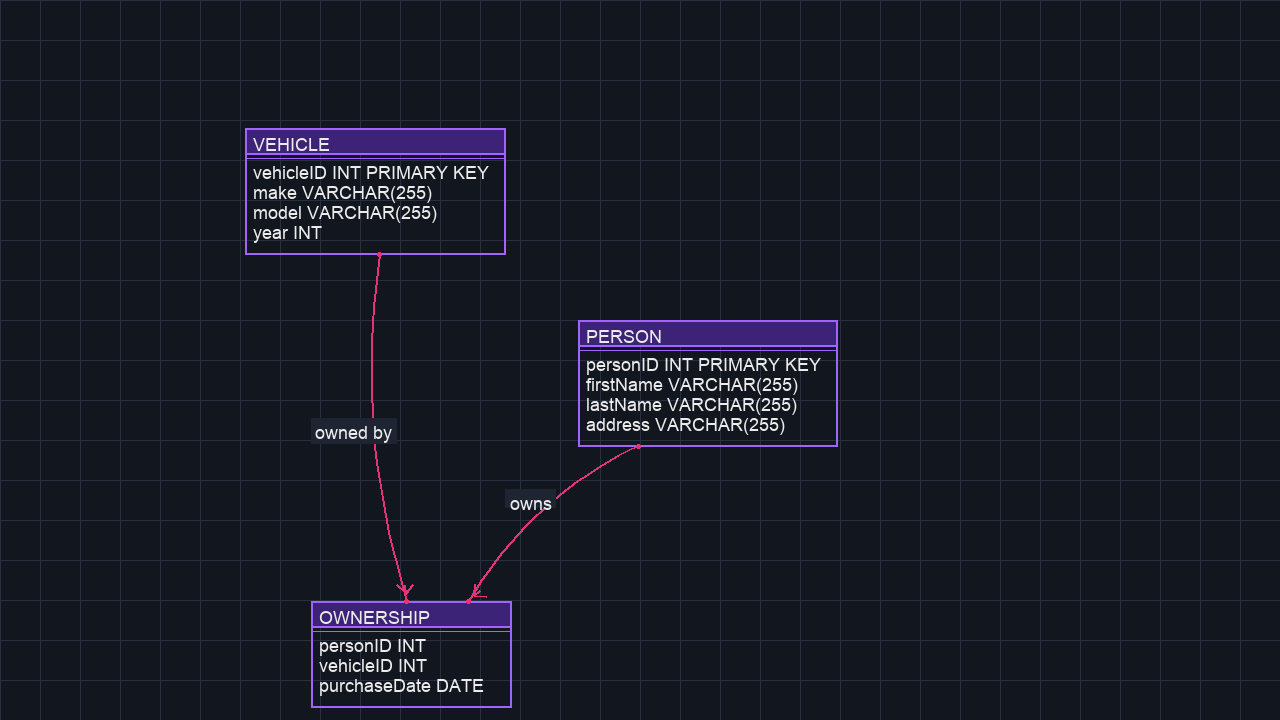 VEHICLE
vehicleID INT PRIMARY KEY
make VARCHAR(255)
model VARCHAR(255)
year INT
PERSON
personID INT PRIMARY KEY
firstName VARCHAR(255)
lastName VARCHAR(255)
address VARCHAR(255)
owned by
owns
OWNERSHIP
personID INT
vehicleID INT
purchaseDate DATE